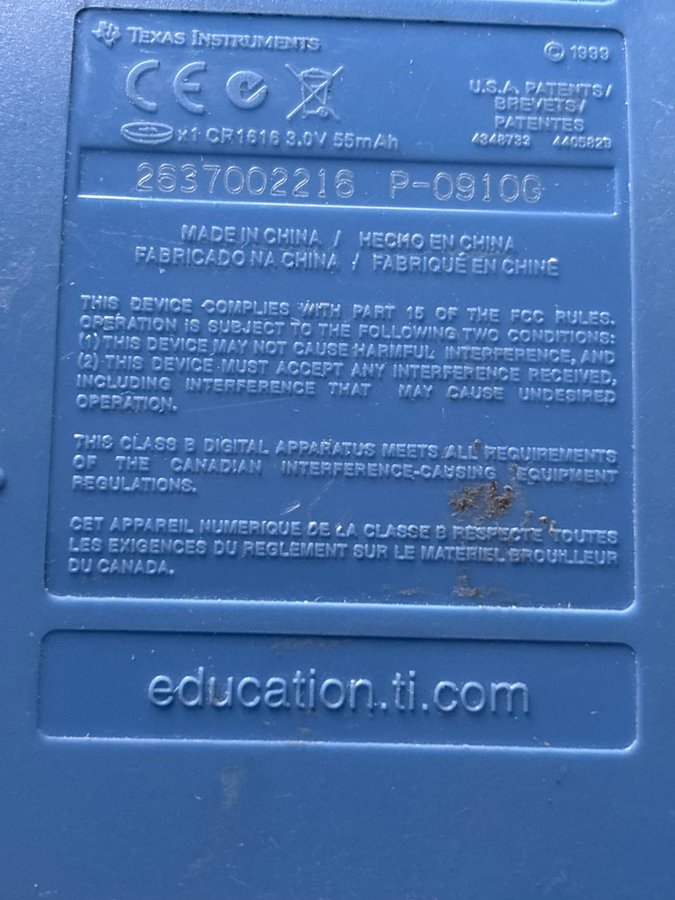 TEXAS INSTRUMENTS
© 1999
U.S.A. PATENTS/
BREVETS/
PATENTES
4348733 4405829
CE
x1 CR1616 3.0V 55mAh
2637002216 P-0910G
MADE IN CHINA / HECHO EN CHINA
FABRICADO NA CHINA / FABRIQUÉ EN CHINE
THIS DEVICE COMPLIES WITH PART 15 OF THE FCC RULES.
OPERATION IS SUBJECT TO THE FOLLOWING TWO CONDITIONS:
(1) THIS DEVICE MAY NOT CAUSE HARMFUL INTERFERENCE, AND
(2) THIS DEVICE MUST ACCEPT ANY INTERFERENCE RECEIVED,
INCLUDING INTERFERENCE THAT MAY CAUSE UNDESIRED
OPERATION.
THIS CLASS B DIGITAL APPARATUS MEETS ALL REQUIREMENTS
OF THE CANADIAN INTERFERENCE-CAUSING EQUIPMENT
REGULATIONS.
CET APPAREIL NUMERIQUE DE LA CLASSE B RESPECTE TOUTES
LES EXIGENCES DU REGLEMENT SUR LE MATERIEL BROUILLEUR
DU CANADA.
education.ti.com